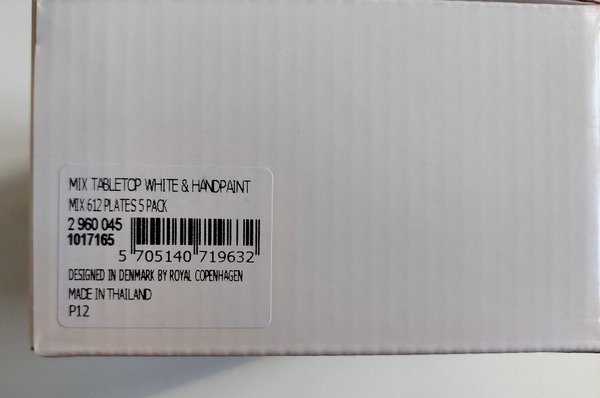 MIX TABLETOP WHITE & HANDPAINT
MIX 612 PLATES 5 PACK
2 960 045
1017165
5 705140 719632
DESIGNED IN DENMARK BY ROYAL COPENHAGEN
MADE IN THAILAND
P12